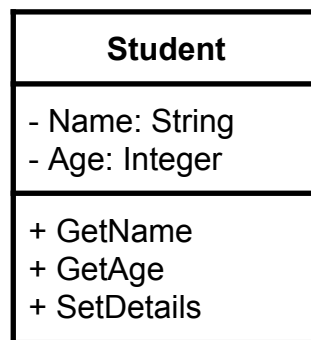 Student
- Name: String
- Age: Integer
+ GetName
+ GetAge
+ SetDetails